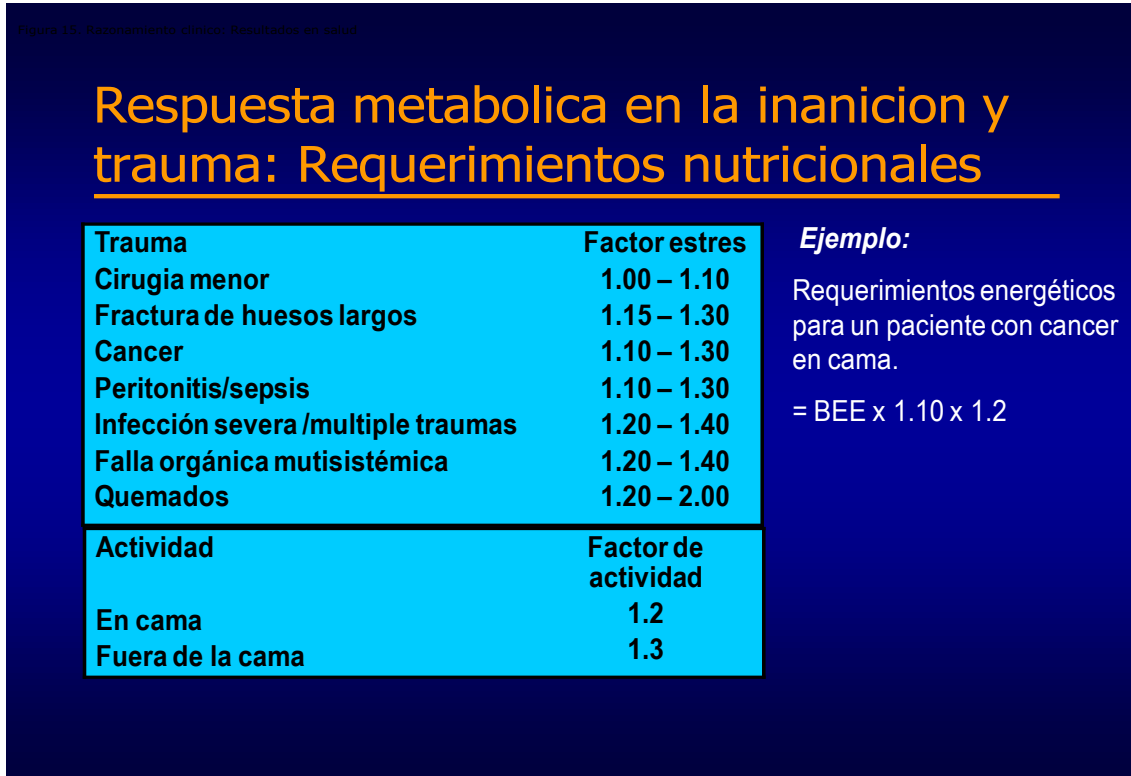 Respuesta metabolica en la inanicion y
trauma: Requerimientos nutricionales
Trauma Factor estres
Cirugia menor 1.00 – 1.10
Fractura de huesos largos 1.15 – 1.30
Cancer 1.10 – 1.30
Peritonitis/sepsis 1.10 – 1.30
Infección severa /multiple traumas 1.20 – 1.40
Falla orgánica mutisistémica 1.20 – 1.40
Quemados 1.20 – 2.00
Actividad Factor de
actividad
En cama 1.2
Fuera de la cama 1.3
Ejemplo:
Requerimientos energéticos
para un paciente con cancer
en cama.
= BEE x 1.10 x 1.2